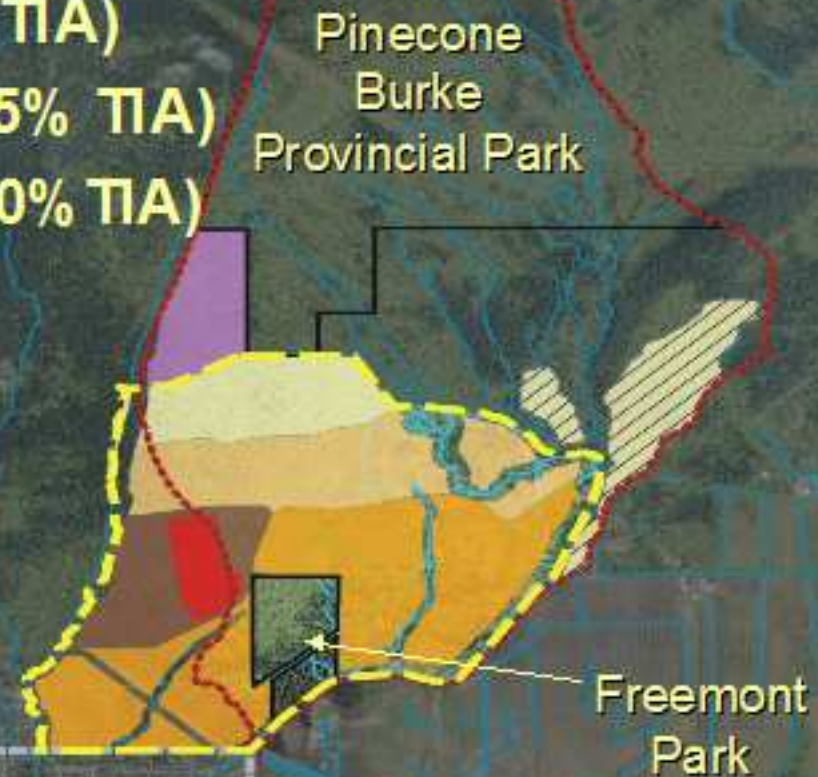 TIA)
5% TIA)
0% TIA)
Pinecone
Burke
Provincial Park
Freemont
Park